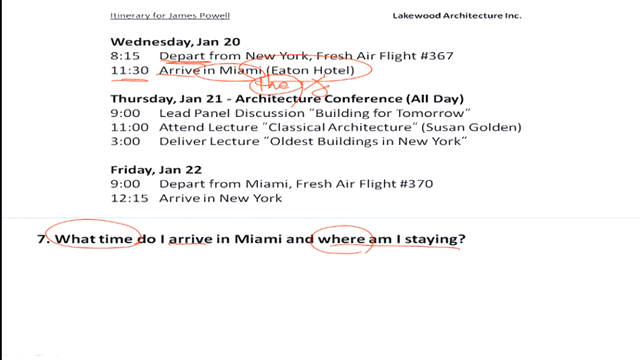 Itinerary for James Powell Lakewood Architecture Inc.
Wednesday, Jan 20
8:15 Depart from New York, Fresh Air Flight #367
11:30 Arrive in Miami (Eaton Hotel)
the
Thursday, Jan 21 - Architecture Conference (All Day)
9:00 Lead Panel Discussion "Building for Tomorrow"
11:00 Attend Lecture "Classical Architecture" (Susan Golden)
3:00 Deliver Lecture "Oldest Buildings in New York"
Friday, Jan 22
9:00 Depart from Miami, Fresh Air Flight #370
12:15 Arrive in New York
7. What time do I arrive in Miami and where am I staying?